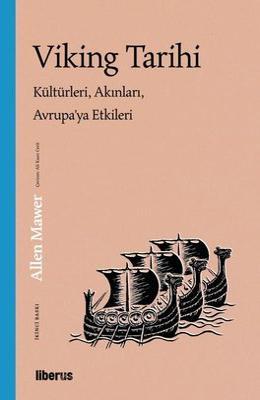 Viking Tarihi
Kültürleri, Akınları,
Avrupa'ya Etkileri
Allen Mawer
İKİNCİ BASKI
liberus